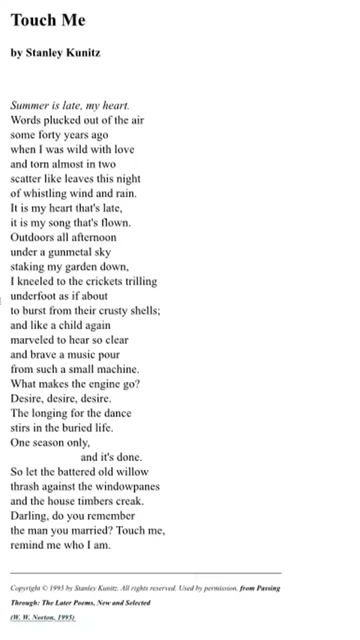 Touch Me
by Stanley Kunitz
Summer is late, my heart.
Words plucked out of the air
some forty years ago
when I was wild with love
and torn almost in two
scatter like leaves this night
of whistling wind and rain.
It is my heart that's late,
it is my song that's flown.
Outdoors all afternoon
under a gunmetal sky
staking my garden down,
I kneeled to the crickets trilling
underfoot as if about
to burst from their crusty shells;
and like a child again
marveled to hear so clear
and brave a music pour
from such a small machine.
What makes the engine go?
Desire, desire, desire.
The longing for the dance
stirs in the buried life.
One season only,
and it's done.
So let the battered old willow
thrash against the windowpanes
and the house timbers creak.
Darling, do you remember
the man you married? Touch me,
remind me who I am.
Copyright © 1995 by Stanley Kunitz. All rights reserved. Used by permission, from Passing
Through: The Later Poems, New and Selected
(W. W. Norton, 1995)